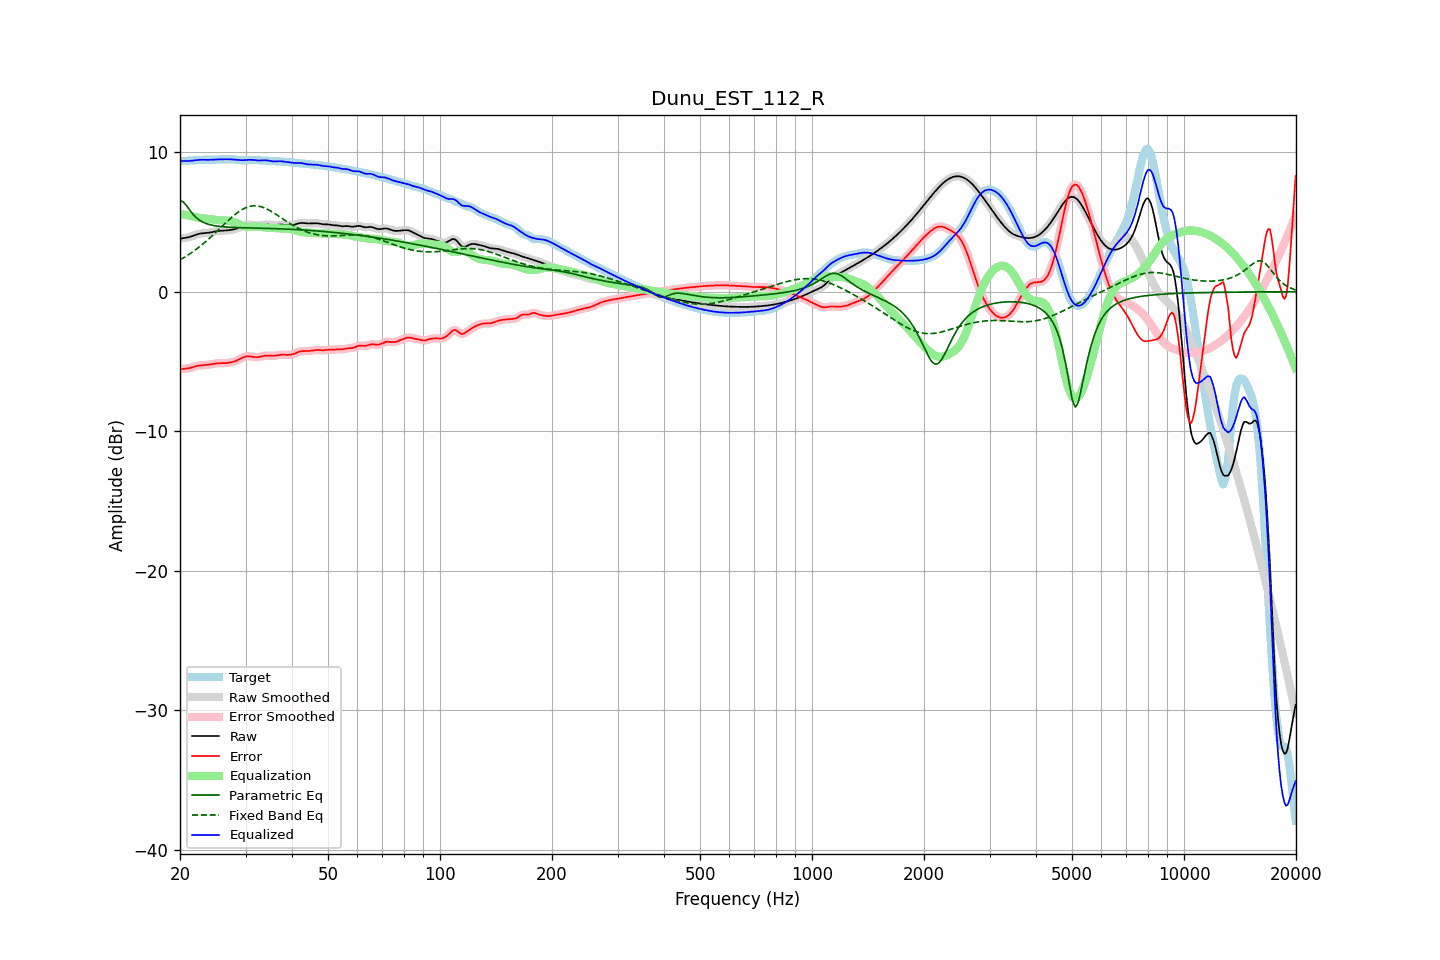 Dunu_EST_112_R
Amplitude (dBr)
10
0
−10
−20
−30
−40
Target
Raw Smoothed
Error Smoothed
Raw
Error
Equalization
Parametric Eq
Fixed Band Eq
Equalized
20 50 100 200 500 1000 2000 5000 10000 20000
Frequency (Hz)